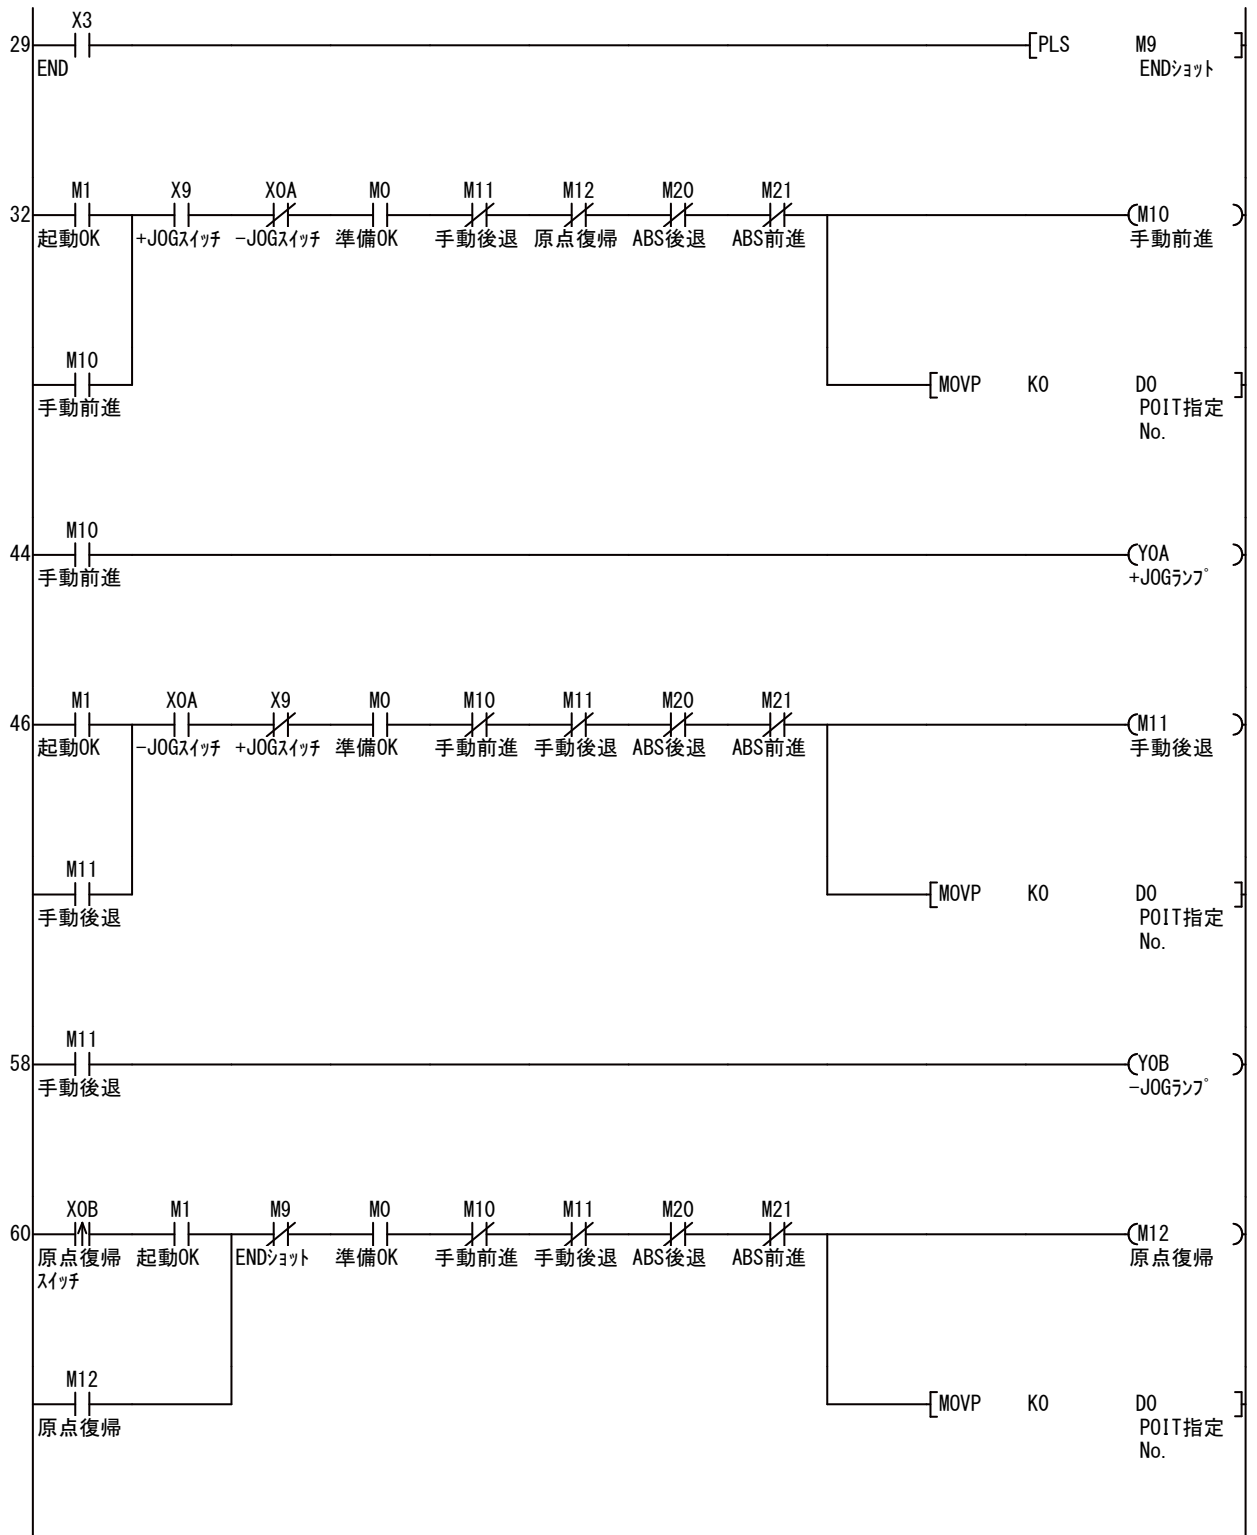 X3
29
[PLS M9 ]
END
ENDｼｮｯﾄ
M1 X9 X0A M0 M11 M12 M20 M21
32
(M10 )
起動OK +JOGｽｲｯﾁ -JOGｽｲｯﾁ 準備OK 手動後退 原点復帰 ABS後退 ABS前進 手動前進
M10
[MOVP K0 D0 ]
手動前進
POIT指定
No.
M10
44
(Y0A )
手動前進
+JOGﾗﾝﾌﾟ
M1 X0A X9 M0 M10 M11 M20 M21
46
(M11 )
起動OK -JOGｽｲｯﾁ +JOGｽｲｯﾁ 準備OK 手動前進 手動後退 ABS後退 ABS前進 手動後退
M11
[MOVP K0 D0 ]
手動後退
POIT指定
No.
M11
58
(Y0B )
手動後退
-JOGﾗﾝﾌﾟ
X0B M1 M9 M0 M10 M11 M20 M21
60
(M12 )
原点復帰 起動OK ENDｼｮｯﾄ 準備OK 手動前進 手動後退 ABS後退 ABS前進 原点復帰
ｽｲｯﾁ
M12
[MOVP K0 D0 ]
原点復帰
POIT指定
No.